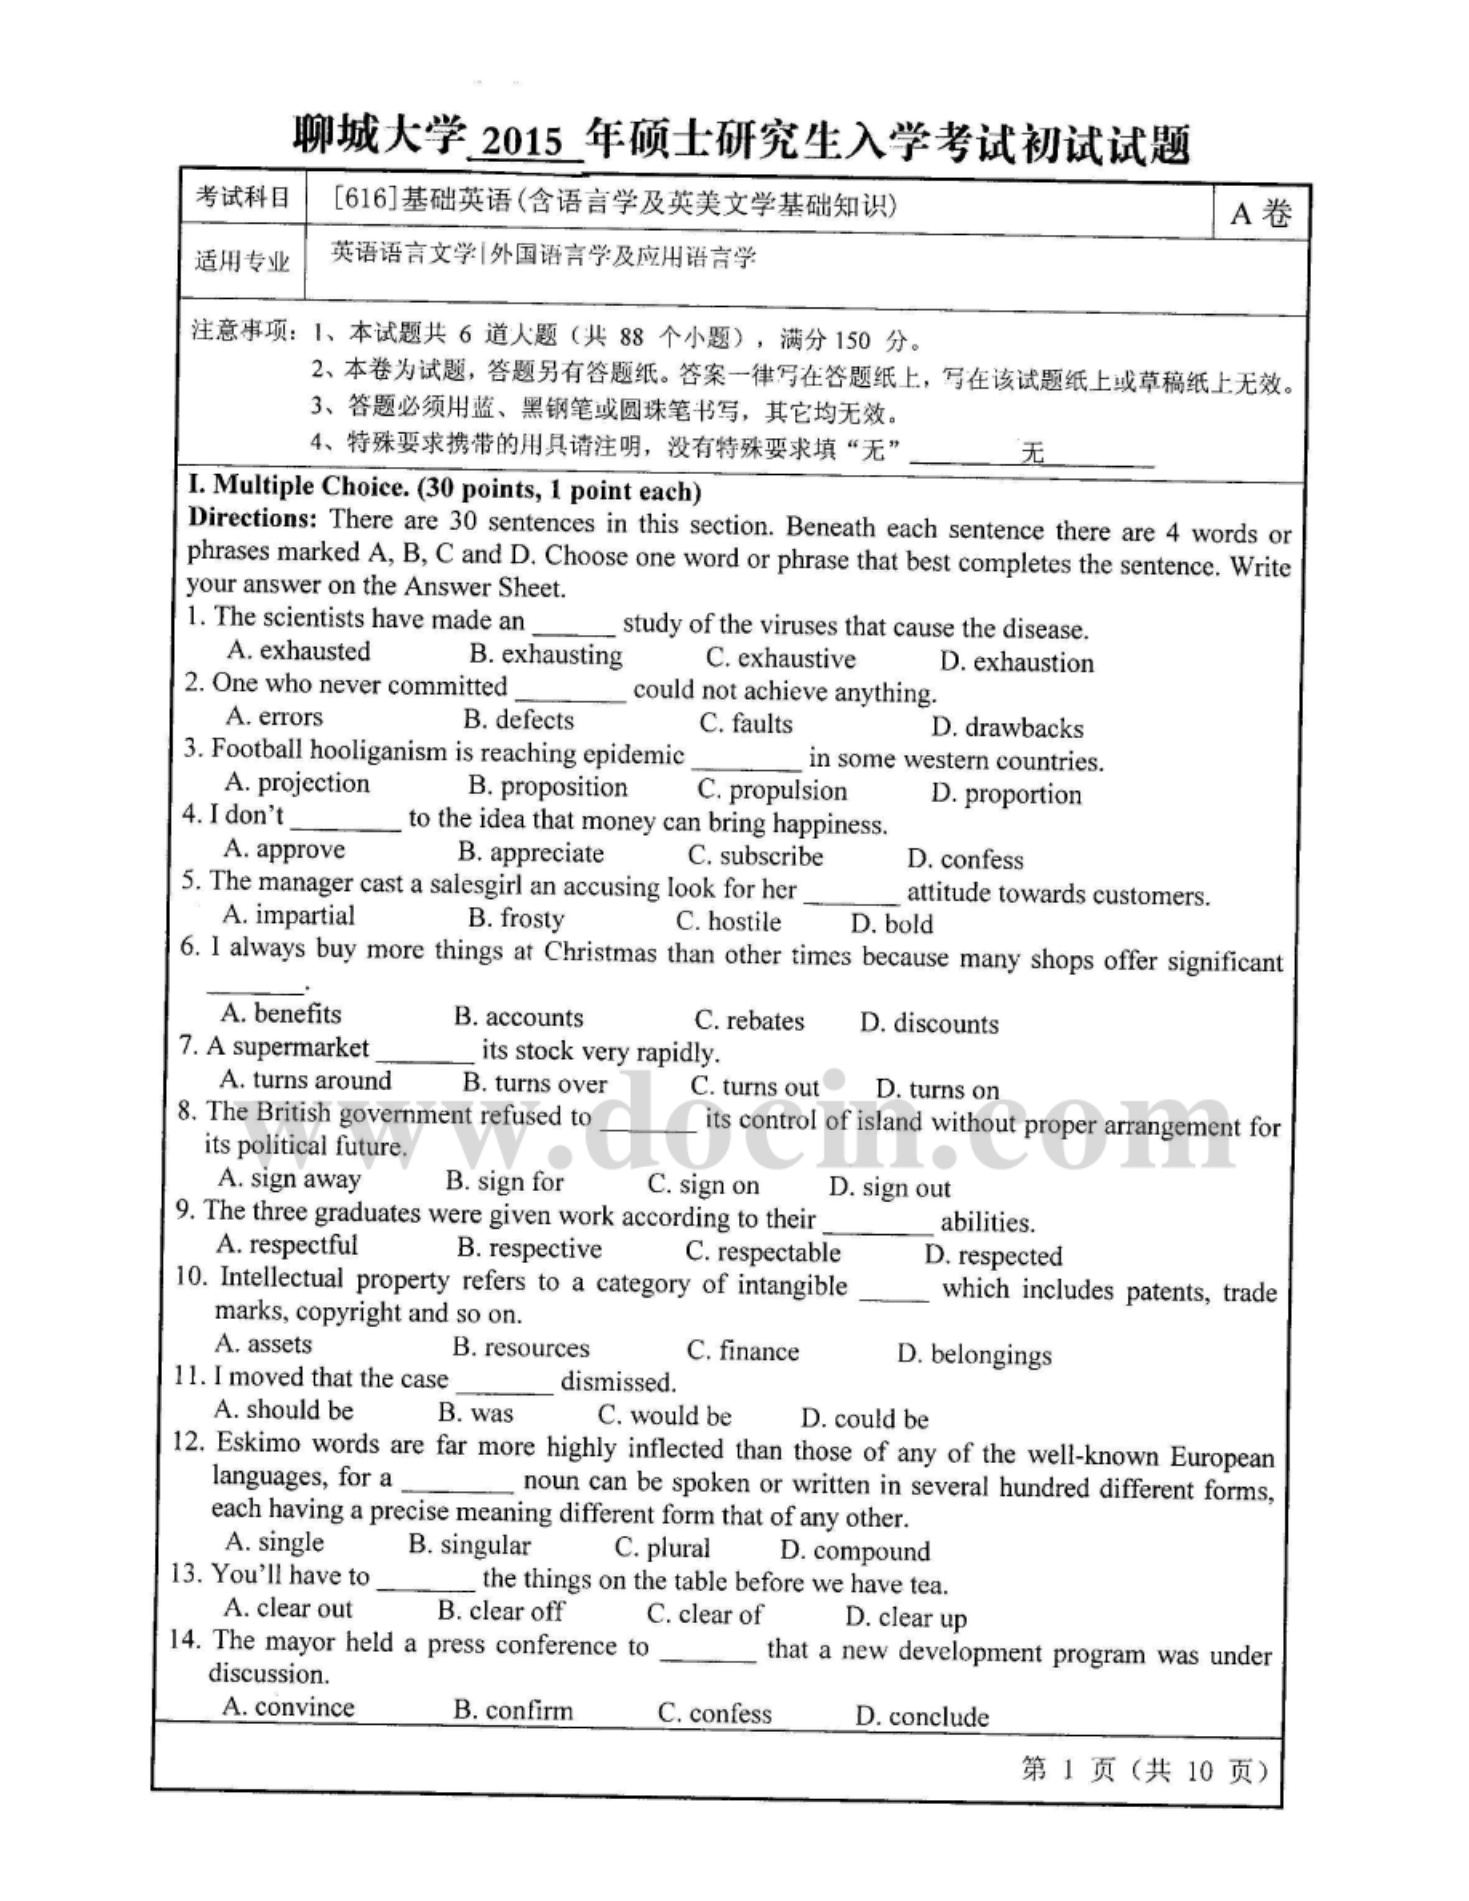 聊城大学 2015 年硕士研究生入学考试初试试题
考试科目 [616]基础英语(含语言学及英美文学基础知识) A 卷
适用专业 英语语言文学|外国语言学及应用语言学
注意事项：1、本试题共 6 道大题（共 88 个小题），满分 150 分。
2、本卷为试题，答题另有答题纸。答案一律写在答题纸上，写在该试题纸上或草稿纸上无效。
3、答题必须用蓝、黑钢笔或圆珠笔书写，其它均无效。
4、特殊要求携带的用具请注明，没有特殊要求填“无” ______无______
I. Multiple Choice. (30 points, 1 point each)
Directions: There are 30 sentences in this section. Beneath each sentence there are 4 words or
phrases marked A, B, C and D. Choose one word or phrase that best completes the sentence. Write
your answer on the Answer Sheet.
1. The scientists have made an ______ study of the viruses that cause the disease.
A. exhausted B. exhausting C. exhaustive D. exhaustion
2. One who never committed ________ could not achieve anything.
A. errors B. defects C. faults D. drawbacks
3. Football hooliganism is reaching epidemic ________ in some western countries.
A. projection B. proposition C. propulsion D. proportion
4. I don't ________ to the idea that money can bring happiness.
A. approve B. appreciate C. subscribe D. confess
5. The manager cast a salesgirl an accusing look for her _______ attitude towards customers.
A. impartial B. frosty C. hostile D. bold
6. I always buy more things at Christmas than other times because many shops offer significant
_______.
A. benefits B. accounts C. rebates D. discounts
7. A supermarket _______ its stock very rapidly.
A. turns around B. turns over C. turns out D. turns on
www.docin.com
8. The British government refused to _______ its control of island without proper arrangement for
its political future.
A. sign away B. sign for C. sign on D. sign out
9. The three graduates were given work according to their ________ abilities.
A. respectful B. respective C. respectable D. respected
10. Intellectual property refers to a category of intangible _____ which includes patents, trade
marks, copyright and so on.
A. assets B. resources C. finance D. belongings
11. I moved that the case _______ dismissed.
A. should be B. was C. would be D. could be
12. Eskimo words are far more highly inflected than those of any of the well-known European
languages, for a ________ noun can be spoken or written in several hundred different forms,
each having a precise meaning different form that of any other.
A. single B. singular C. plural D. compound
13. You'll have to _______ the things on the table before we have tea.
A. clear out B. clear off C. clear of D. clear up
14. The mayor held a press conference to _______ that a new development program was under
discussion.
A. convince B. confirm C. confess D. conclude
第 1 页（共 10 页）